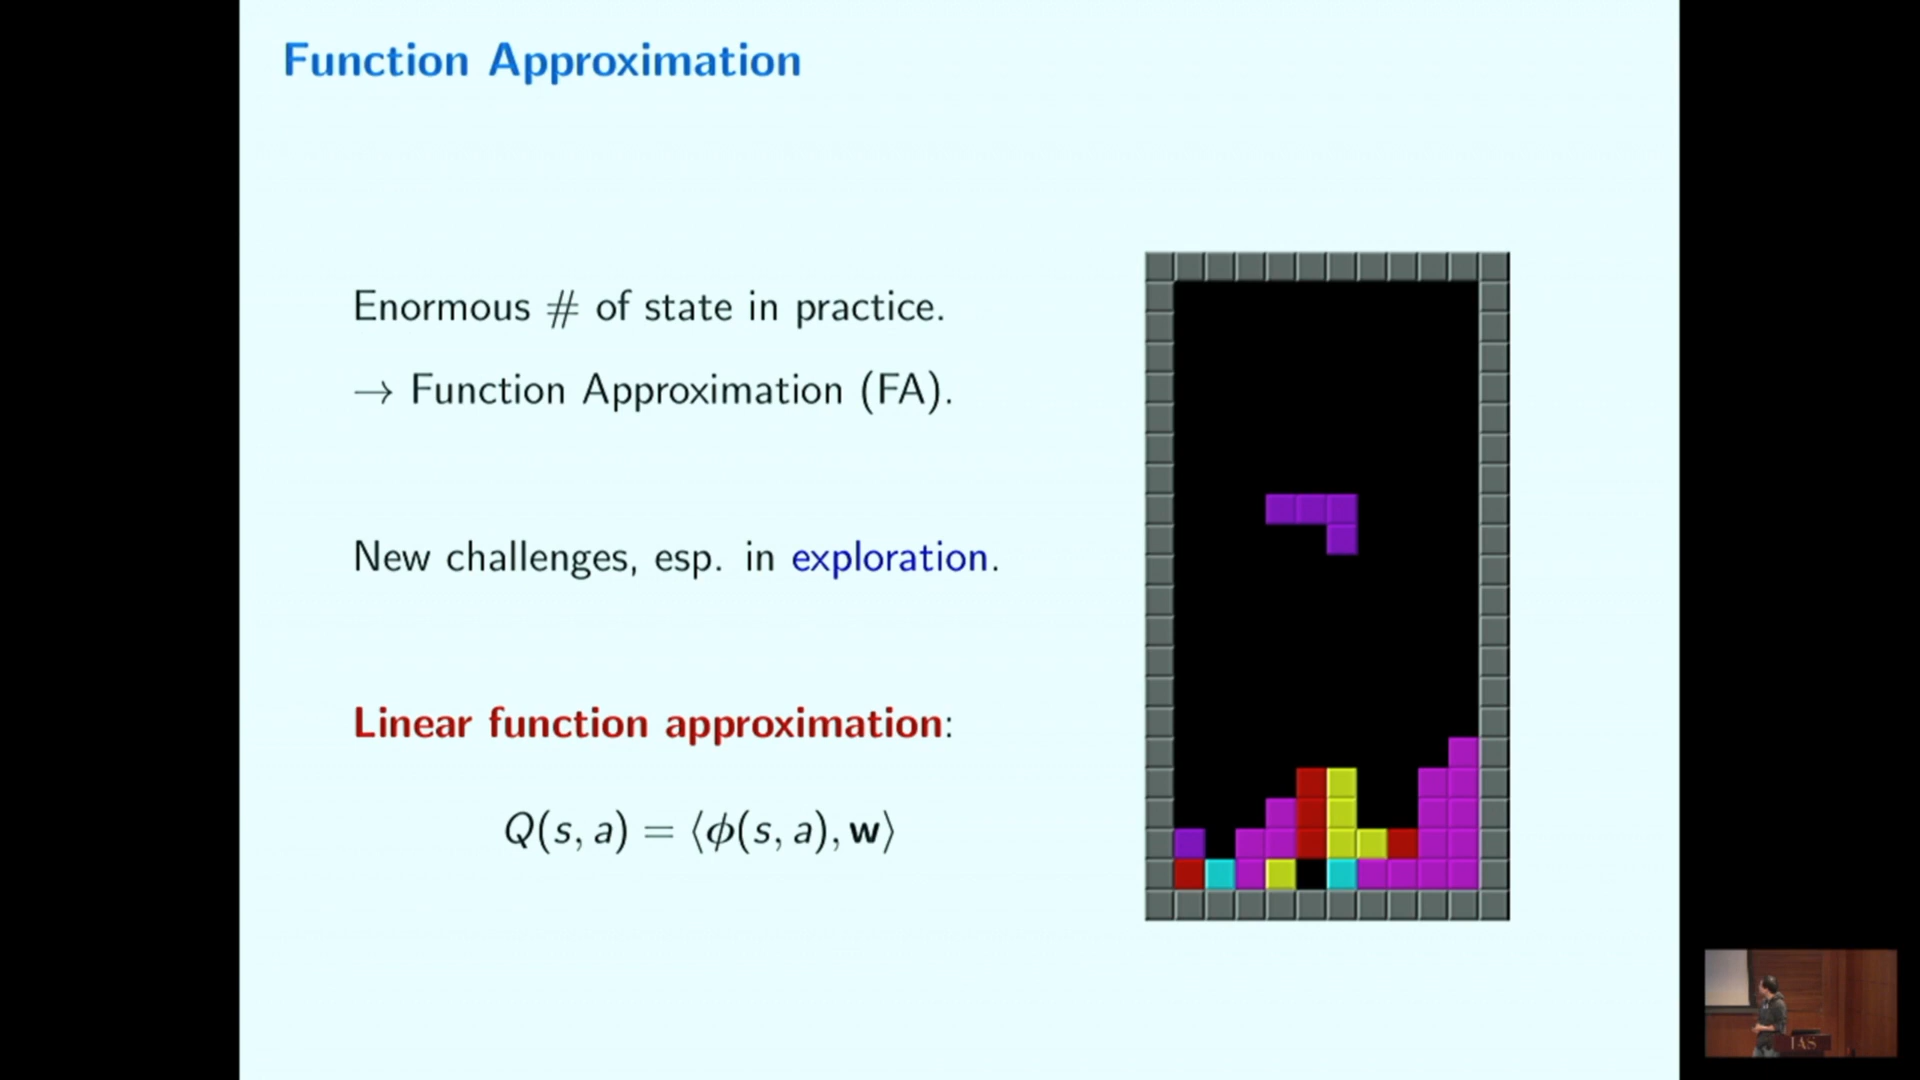 Function Approximation
Enormous # of state in practice.
→ Function Approximation (FA).
New challenges, esp. in exploration.
Linear function approximation:
Q(s, a) = ⟨ϕ(s, a), w⟩
IAS